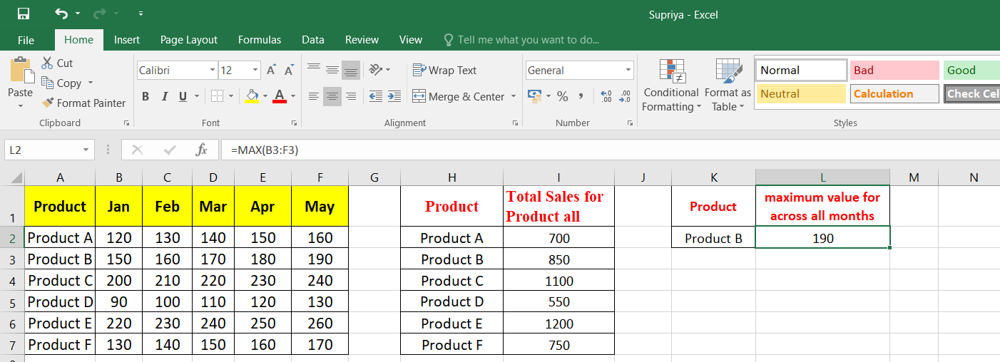 Supriya - Excel
File Home Insert Page Layout Formulas Data Review View Tell me what you want to do...
Paste
Cut
Copy
Format Painter
Clipboard
Calibri 12 A A
B I U A
Font
Wrap Text
Merge & Center
Alignment
General
% , .0 .00 .00 .0
Number
Conditional Formatting
Format as Table
Normal Bad Good
Neutral Calculation Check Cel
Styles
L2 fx =MAX(B3:F3)
A B C D E F G H I J K L M N
1 Product Jan Feb Mar Apr May Product Total Sales for Product all Product maximum value for across all months
2 Product A 120 130 140 150 160 Product A 700 Product B 190
3 Product B 150 160 170 180 190 Product B 850
4 Product C 200 210 220 230 240 Product C 1100
5 Product D 90 100 110 120 130 Product D 550
6 Product E 220 230 240 250 260 Product E 1200
7 Product F 130 140 150 160 170 Product F 750